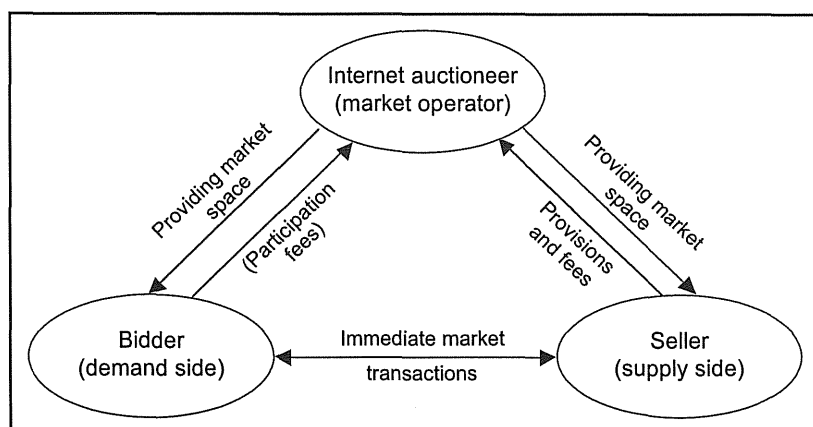 Internet auctioneer
(market operator)
Providing market
space
(Participation
fees)
Provisions
and fees
Providing market
space
Bidder
(demand side)
Immediate market
transactions
Seller
(supply side)